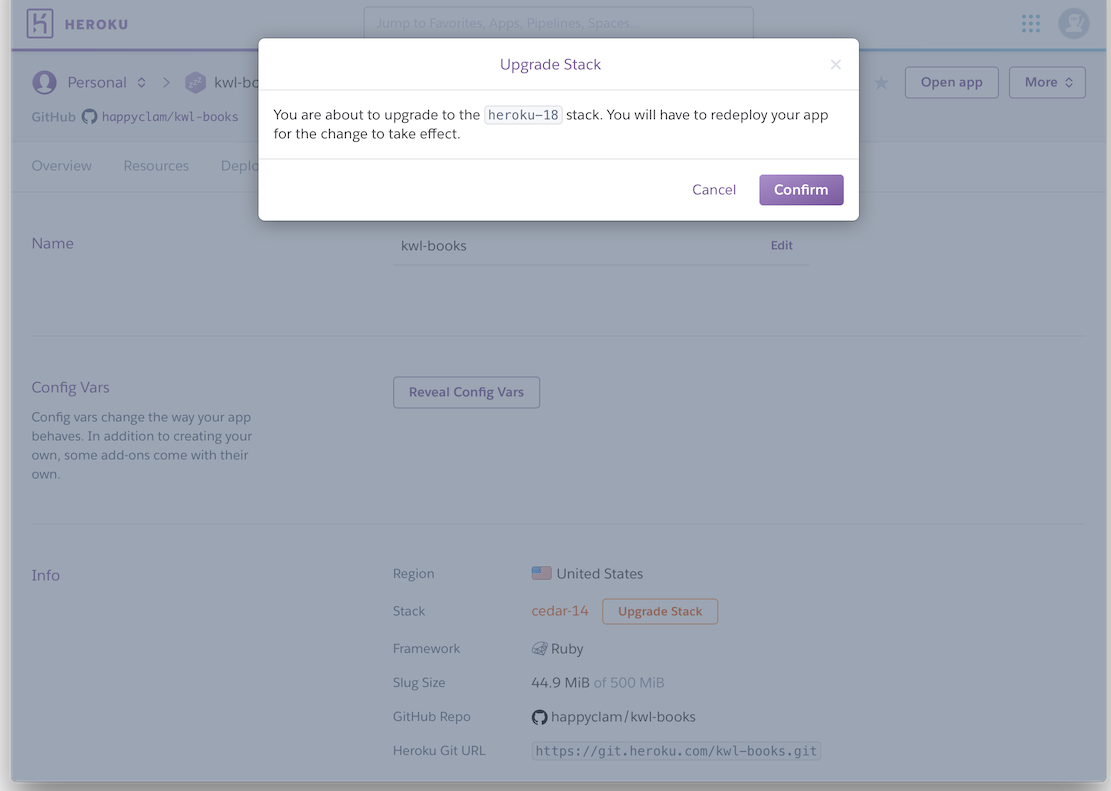 HEROKU
Jump to Favorites, Apps, Pipelines, Spaces...
Upgrade Stack
You are about to upgrade to the heroku-18 stack. You will have to redeploy your app
for the change to take effect.
Cancel Confirm
Personal kwl-bo Open app More
GitHub happyclam/kwl-books
Overview Resources Deplo
Name kwl-books Edit
Config Vars Reveal Config Vars
Config vars change the way your app
behaves. In addition to creating your
own, some add-ons come with their
own.
Info
Region United States
Stack cedar-14 Upgrade Stack
Framework Ruby
Slug Size 44.9 MiB of 500 MiB
GitHub Repo happyclam/kwl-books
Heroku Git URL https://git.heroku.com/kwl-books.git